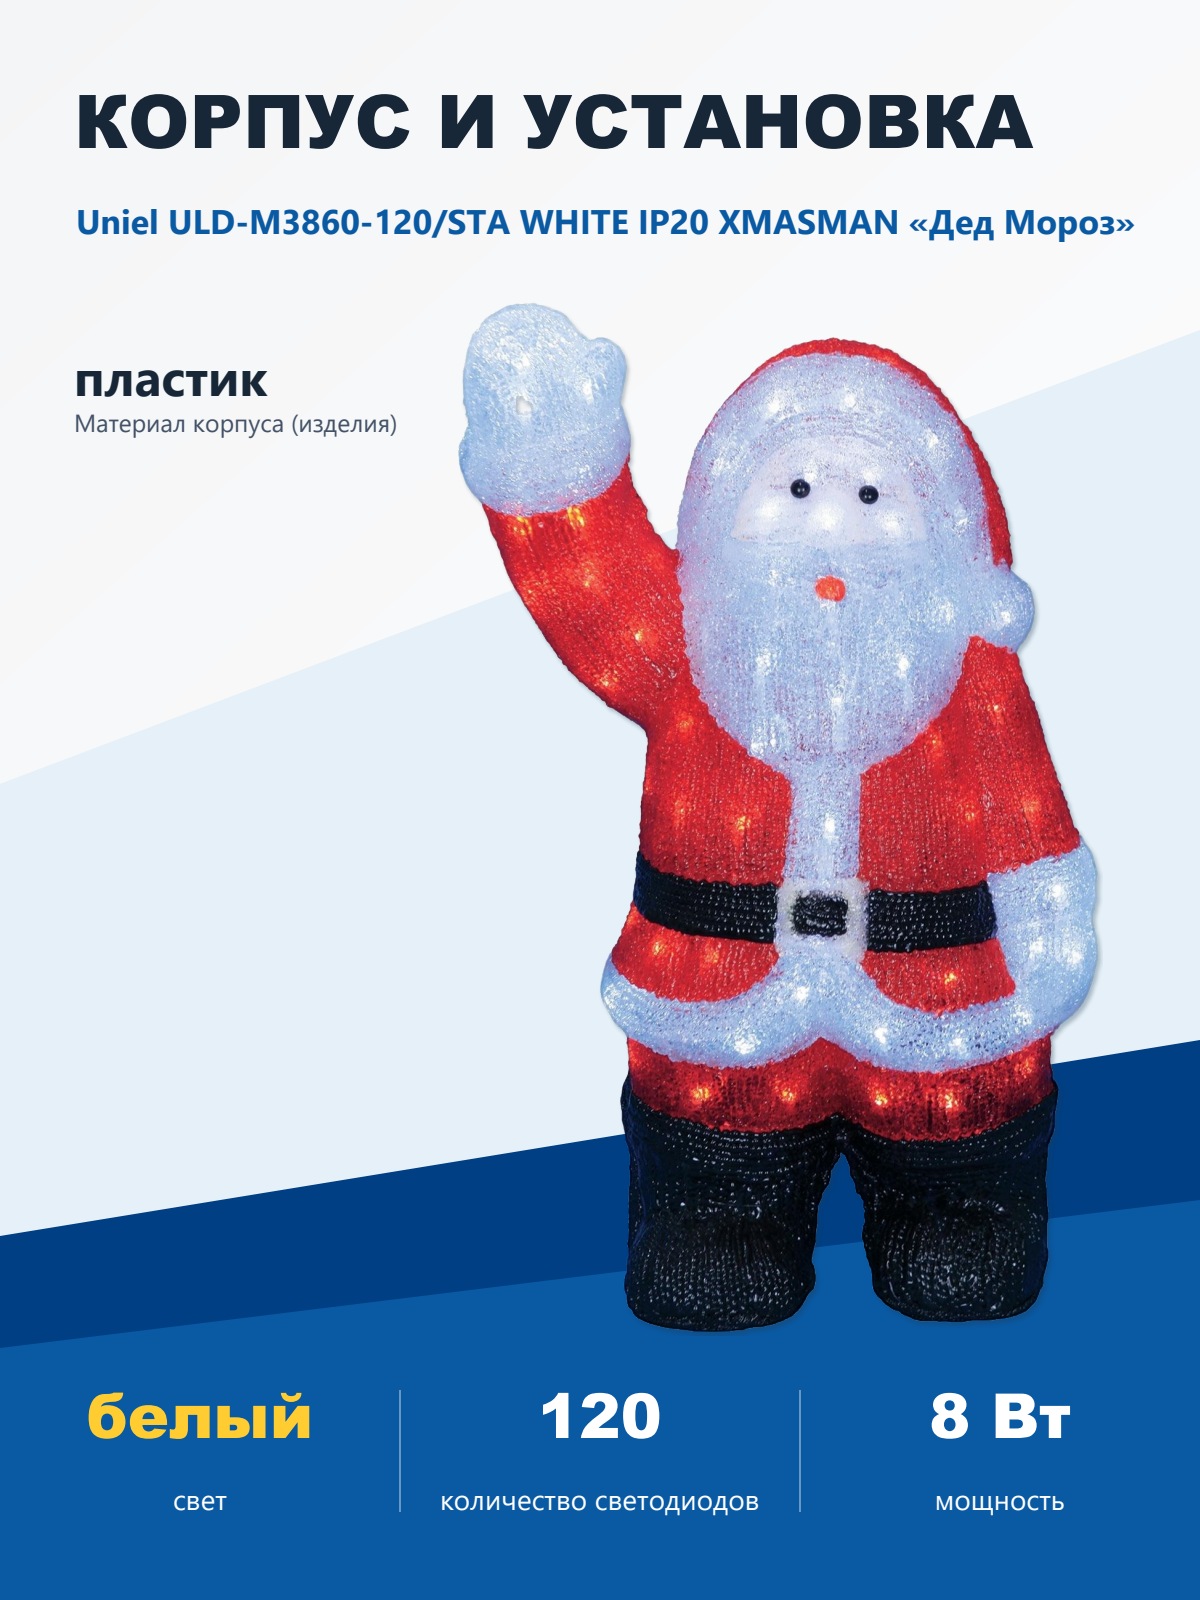 КОРПУС И УСТАНОВКА
Uniel ULD-M3860-120/STA WHITE IP20 XMASMAN «Дед Мороз»
пластик
Материал корпуса (изделия)
белый
свет
120
количество светодиодов
8 Вт
мощность